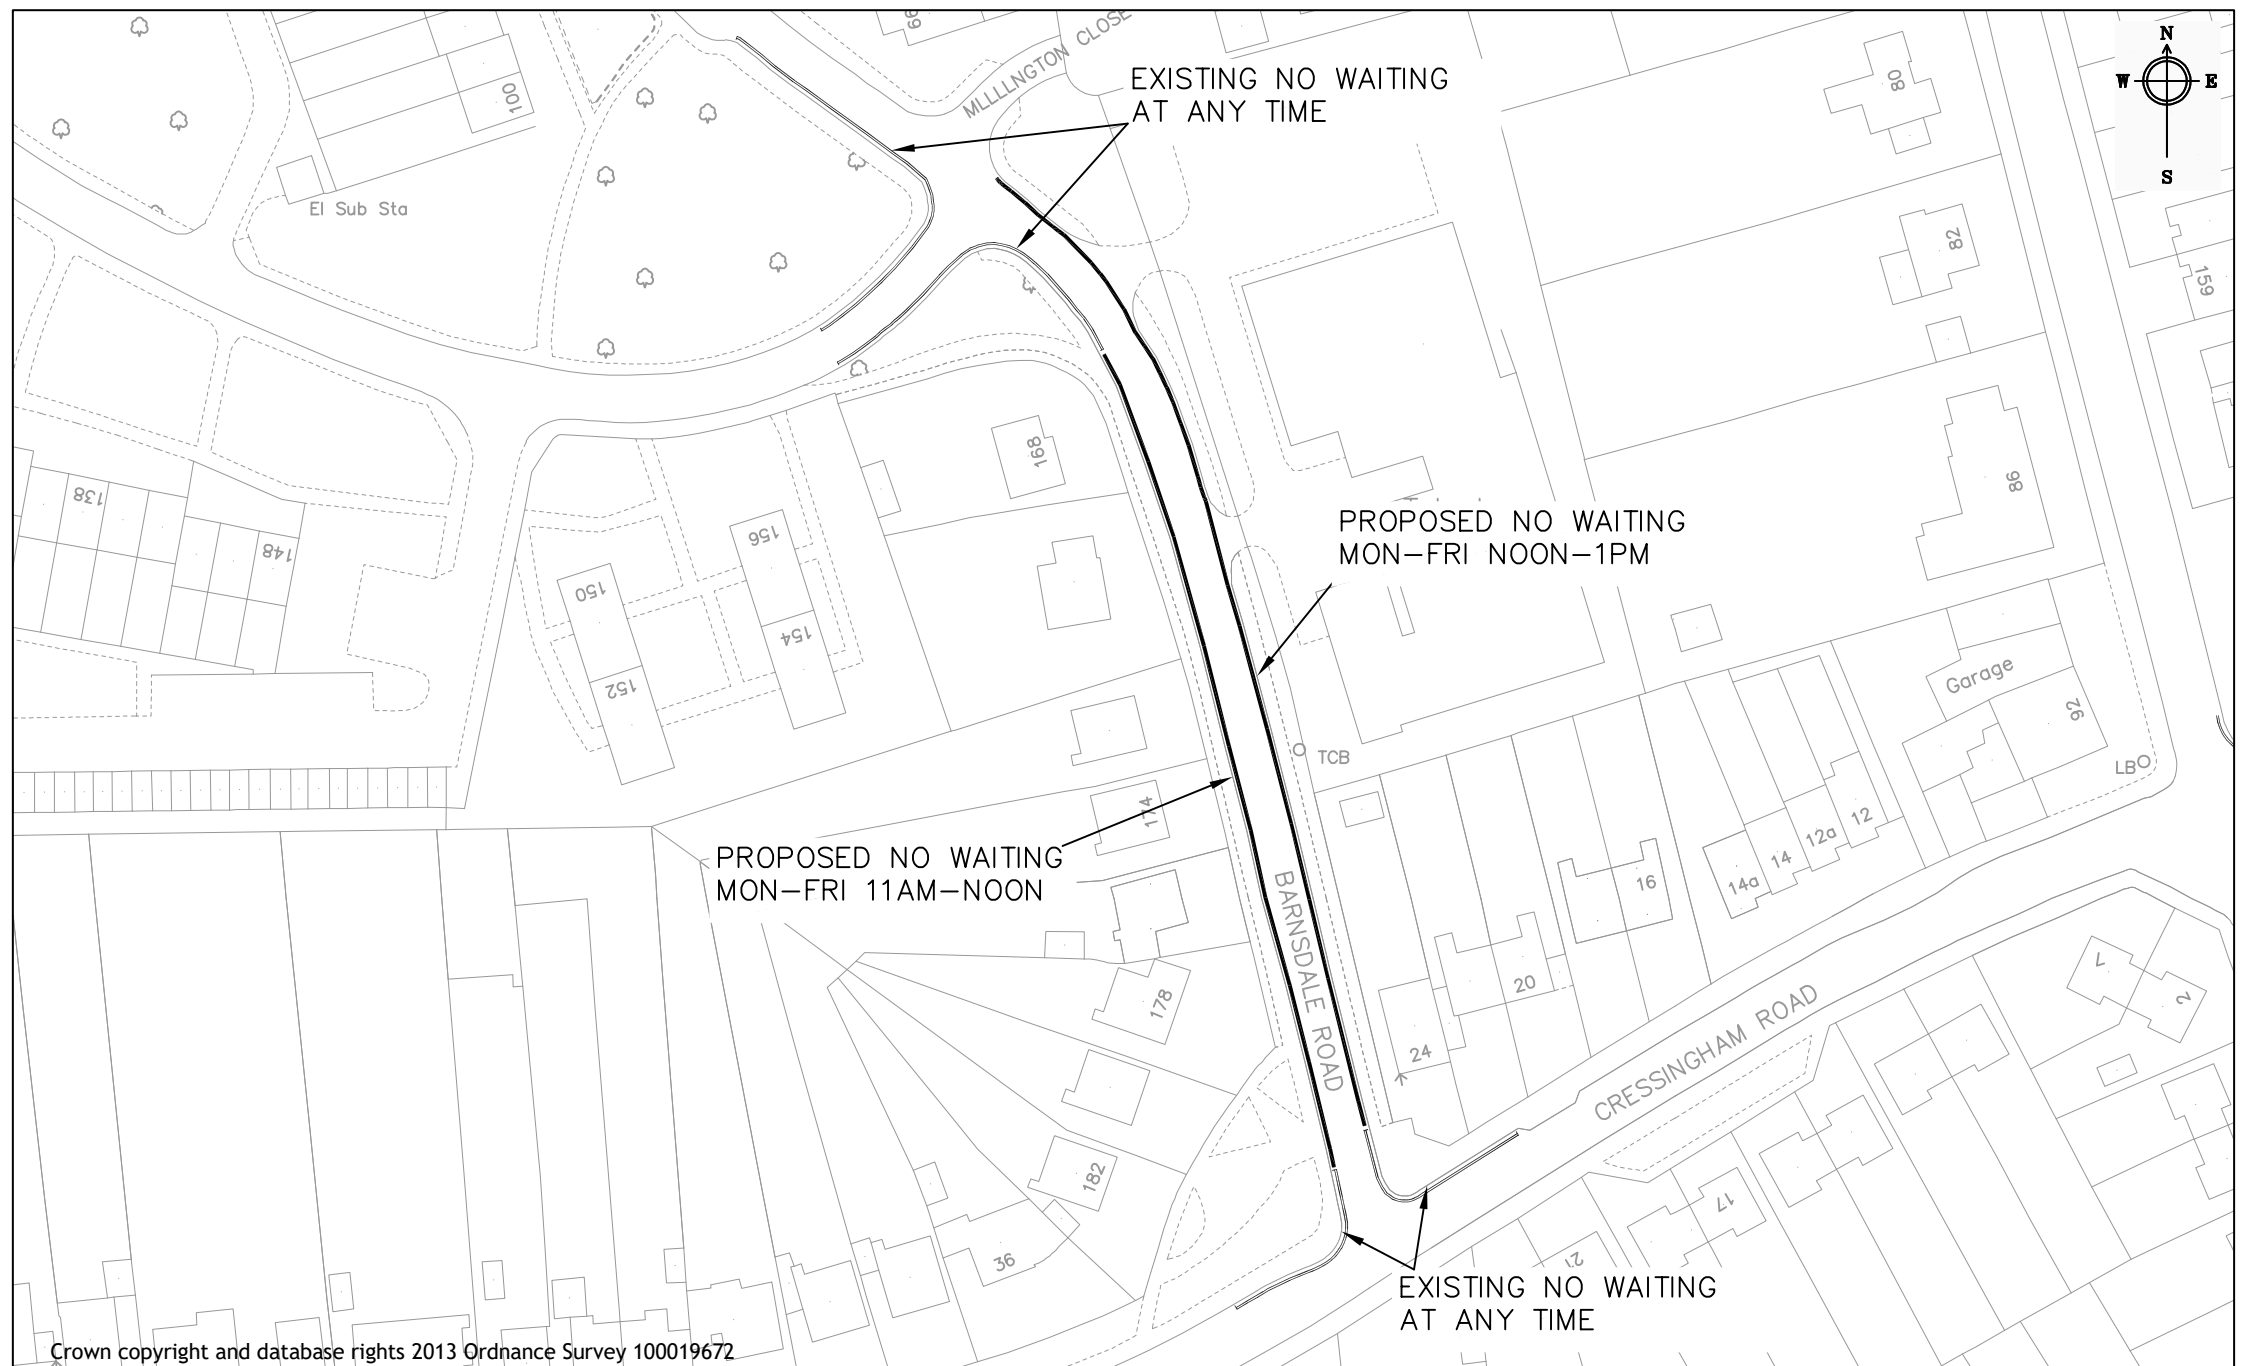 69
MLLLLNGTON CLOSE
EXISTING NO WAITING
AT ANY TIME
N
W E
S
100
80
El Sub Sta
82
159
168
138
148
156
150
154
152
86
PROPOSED NO WAITING
MON-FRI NOON-1PM
Garage
92
TCB
LB
174
PROPOSED NO WAITING
MON-FRI 11AM-NOON
12
12a
14
14a
16
BARNSDALE ROAD
178
20
24
CRESSINGHAM ROAD
7
2
182
17
21
36
EXISTING NO WAITING
AT ANY TIME
Crown copyright and database rights 2013 Ordnance Survey 100019672